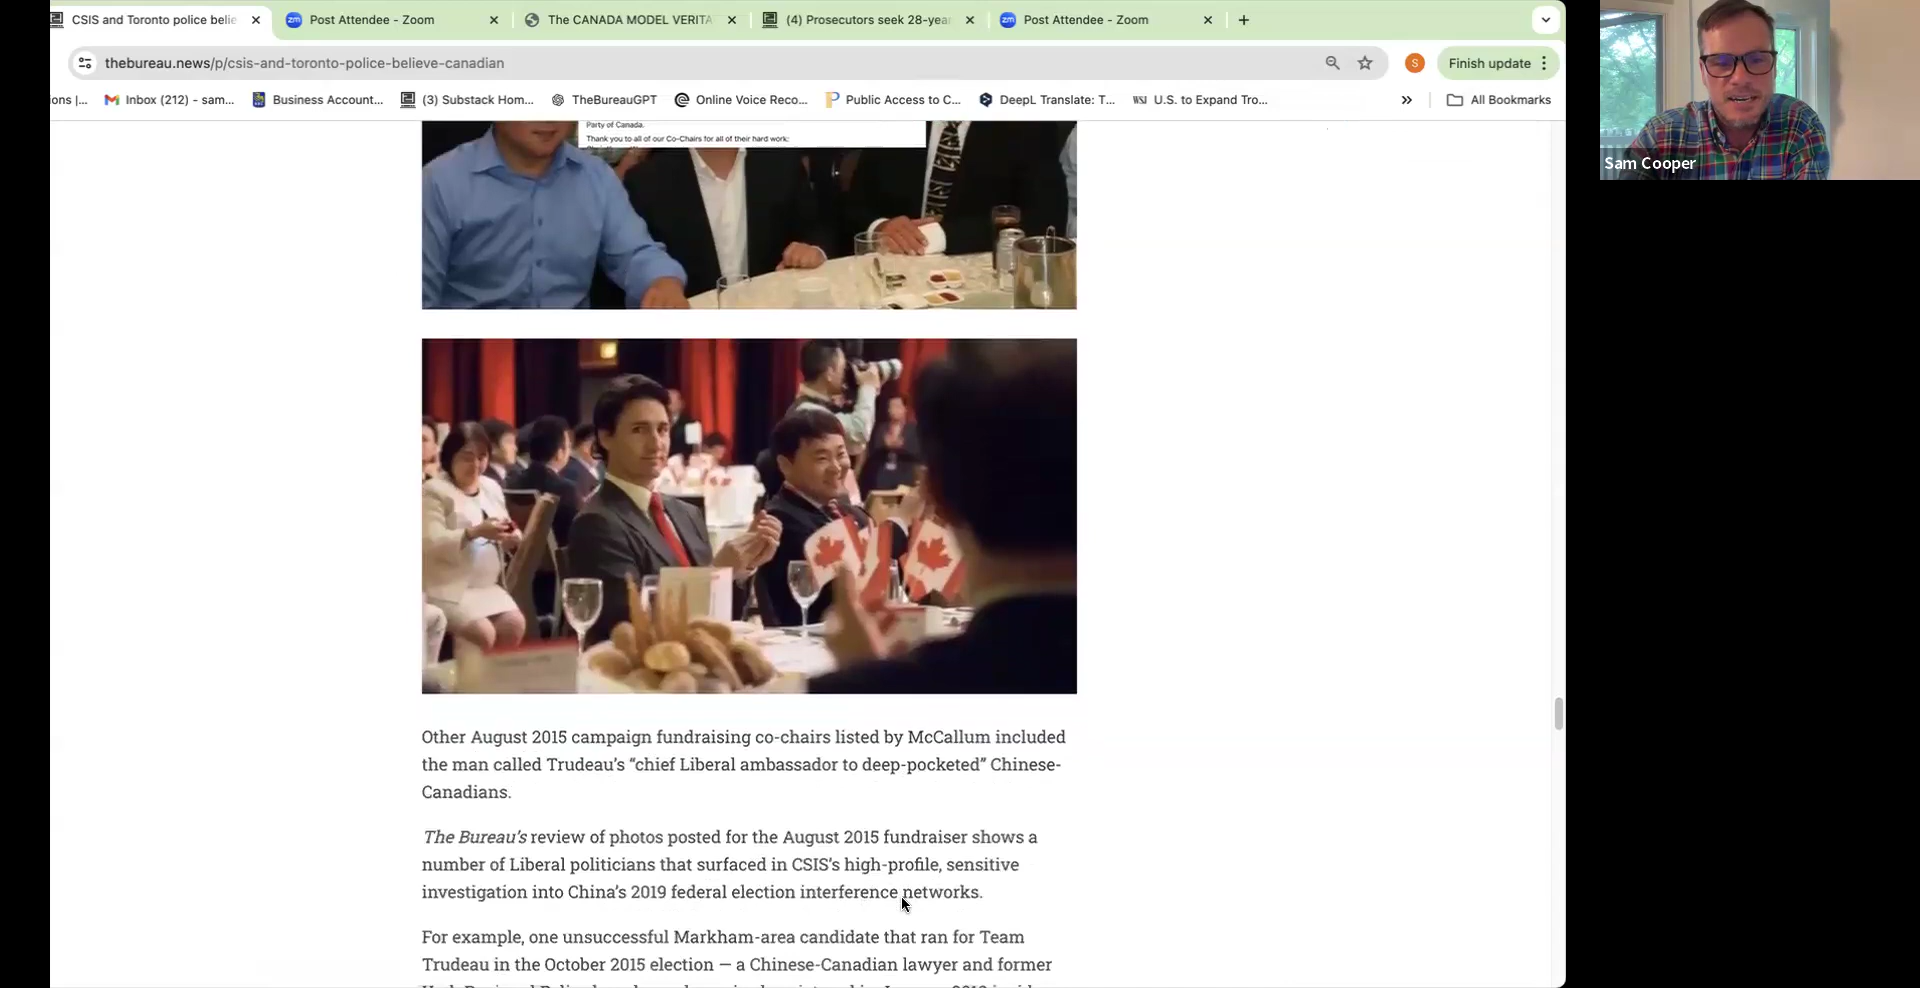 CSIS and Toronto police belie
Post Attendee - Zoom
The CANADA MODEL VERITA
(4) Prosecutors seek 28-yea
Post Attendee - Zoom
thebureau.news/p/csis-and-toronto-police-believe-canadian
S
Finish update
ions |...
Inbox (212) - sam...
Business Account...
(3) Substack Hom...
TheBureauGPT
Online Voice Reco...
Public Access to C...
DeepL Translate: T...
WSJ
U.S. to Expand Tro...
All Bookmarks
Sam Cooper
Party of Canada.
Thank you to all of our Co-Chairs for all of their hard work:
Other August 2015 campaign fundraising co-chairs listed by McCallum included
the man called Trudeau’s “chief Liberal ambassador to deep-pocketed” Chinese-
Canadians.
The Bureau’s review of photos posted for the August 2015 fundraiser shows a
number of Liberal politicians that surfaced in CSIS’s high-profile, sensitive
investigation into China’s 2019 federal election interference networks.
For example, one unsuccessful Markham-area candidate that ran for Team
Trudeau in the October 2015 election — a Chinese-Canadian lawyer and former